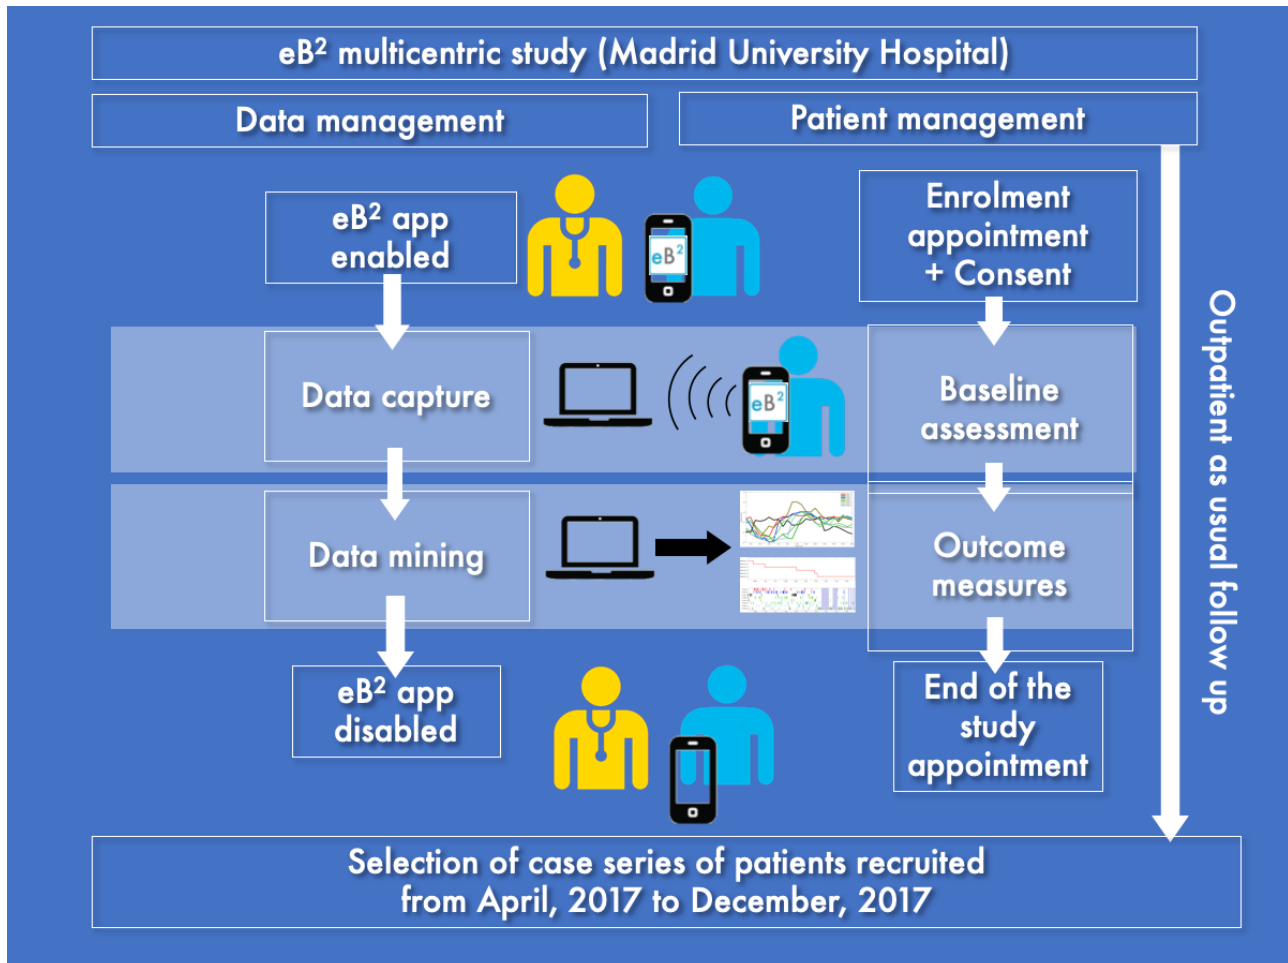 eB² multicentric study (Madrid University Hospital)
Data management
Patient management
eB² app
enabled
eB²
Enrolment
appointment
+ Consent
Data capture
eB²
Baseline
assessment
Data mining
Outcome
measures
eB² app
disabled
End of the
study
appointment
Outpatient as usual follow up
Selection of case series of patients recruited
from April, 2017 to December, 2017